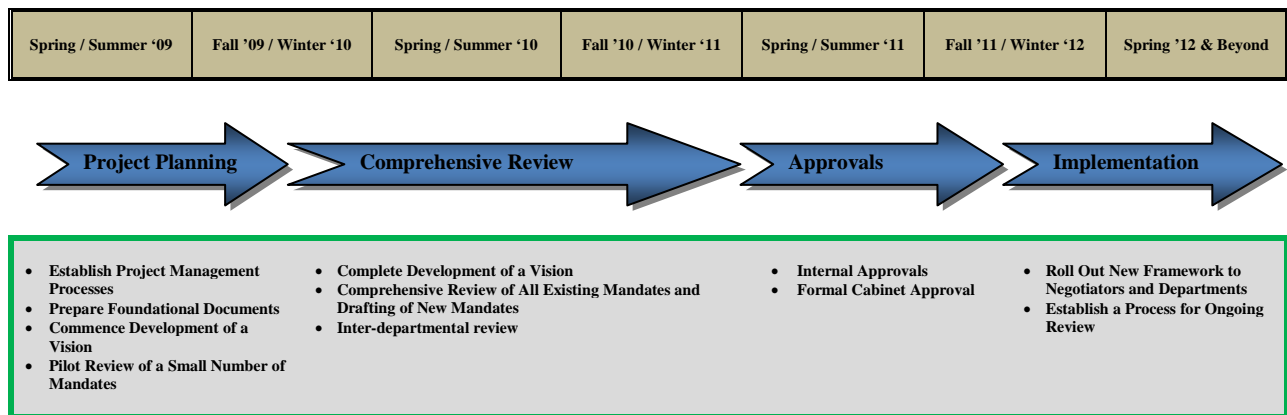 Spring / Summer ‘09
Fall ’09 / Winter ‘10
Spring / Summer ‘10
Fall ’10 / Winter ‘11
Spring / Summer ‘11
Fall ’11 / Winter ‘12
Spring ’12 & Beyond
Project Planning
Comprehensive Review
Approvals
Implementation
• Establish Project Management
Processes
• Prepare Foundational Documents
• Commence Development of a
Vision
• Pilot Review of a Small Number of
Mandates
• Complete Development of a Vision
• Comprehensive Review of All Existing Mandates and
Drafting of New Mandates
• Inter-departmental review
• Internal Approvals
• Formal Cabinet Approval
• Roll Out New Framework to
Negotiators and Departments
• Establish a Process for Ongoing
Review